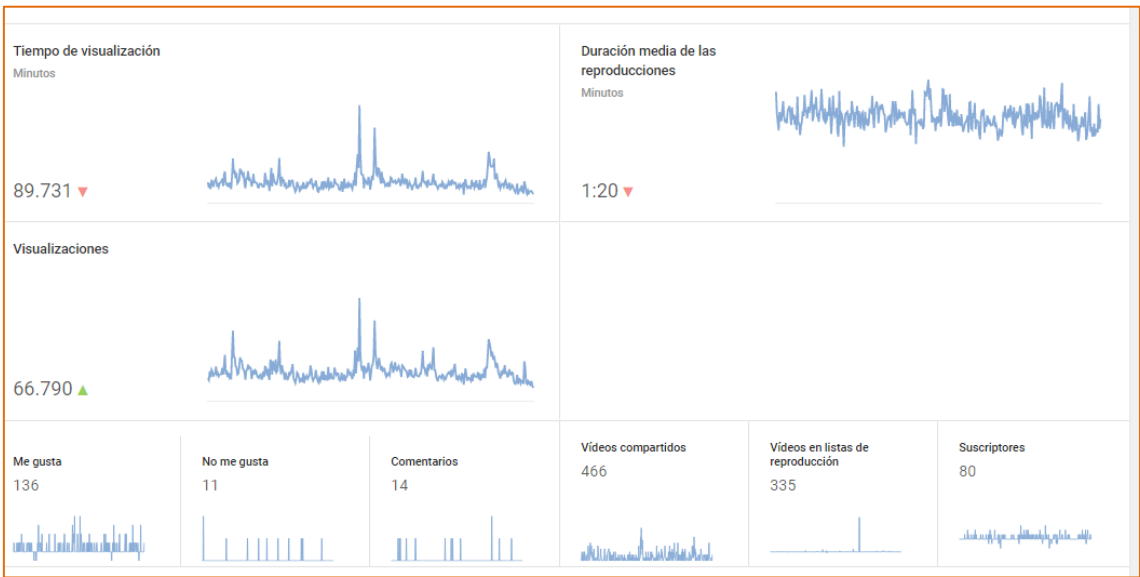 Tiempo de visualización
Minutos
89.731
Duración media de las
reproducciones
Minutos
1:20
Visualizaciones
66.790
Me gusta
136
No me gusta
11
Comentarios
14
Vídeos compartidos
466
Vídeos en listas de
reproducción
335
Suscriptores
80